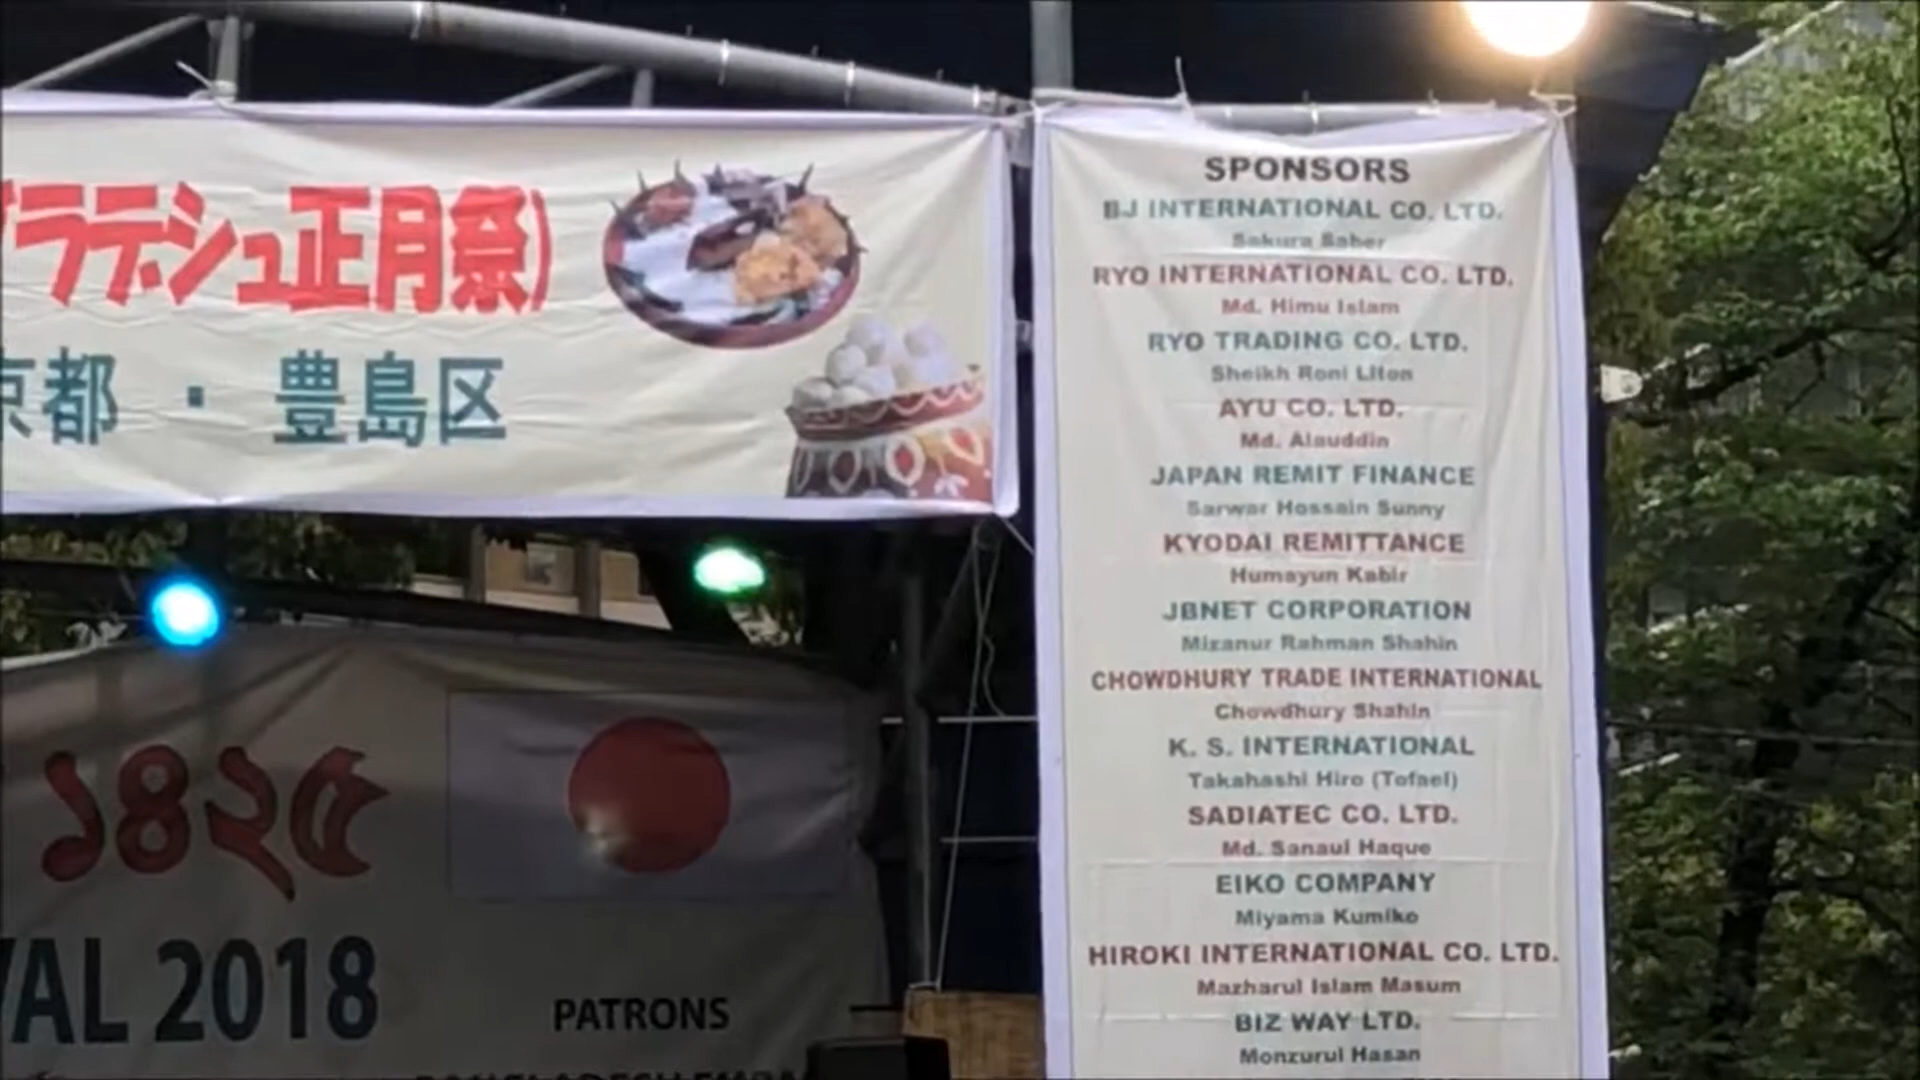 ラデシュ正月祭)
京都 ・ 豊島区
১৪২৫
VAL 2018
PATRONS
SPONSORS
BJ INTERNATIONAL CO. LTD.
Sakura Saber
RYO INTERNATIONAL CO. LTD.
Md. Himu Islam
RYO TRADING CO. LTD.
Sheikh Roni Liton
AYU CO. LTD.
Md. Alauddin
JAPAN REMIT FINANCE
Sarwar Hossain Sunny
KYODAI REMITTANCE
Humayun Kabir
JBNET CORPORATION
Mizanur Rahman Shahin
CHOWDHURY TRADE INTERNATIONAL
Chowdhury Shahin
K. S. INTERNATIONAL
Takahashi Hiro (Tofael)
SADIATEC CO. LTD.
Md. Sanaul Haque
EIKO COMPANY
Miyama Kumiko
HIROKI INTERNATIONAL CO. LTD.
Mazharul Islam Masum
BIZ WAY LTD.
Monzurul Hasan